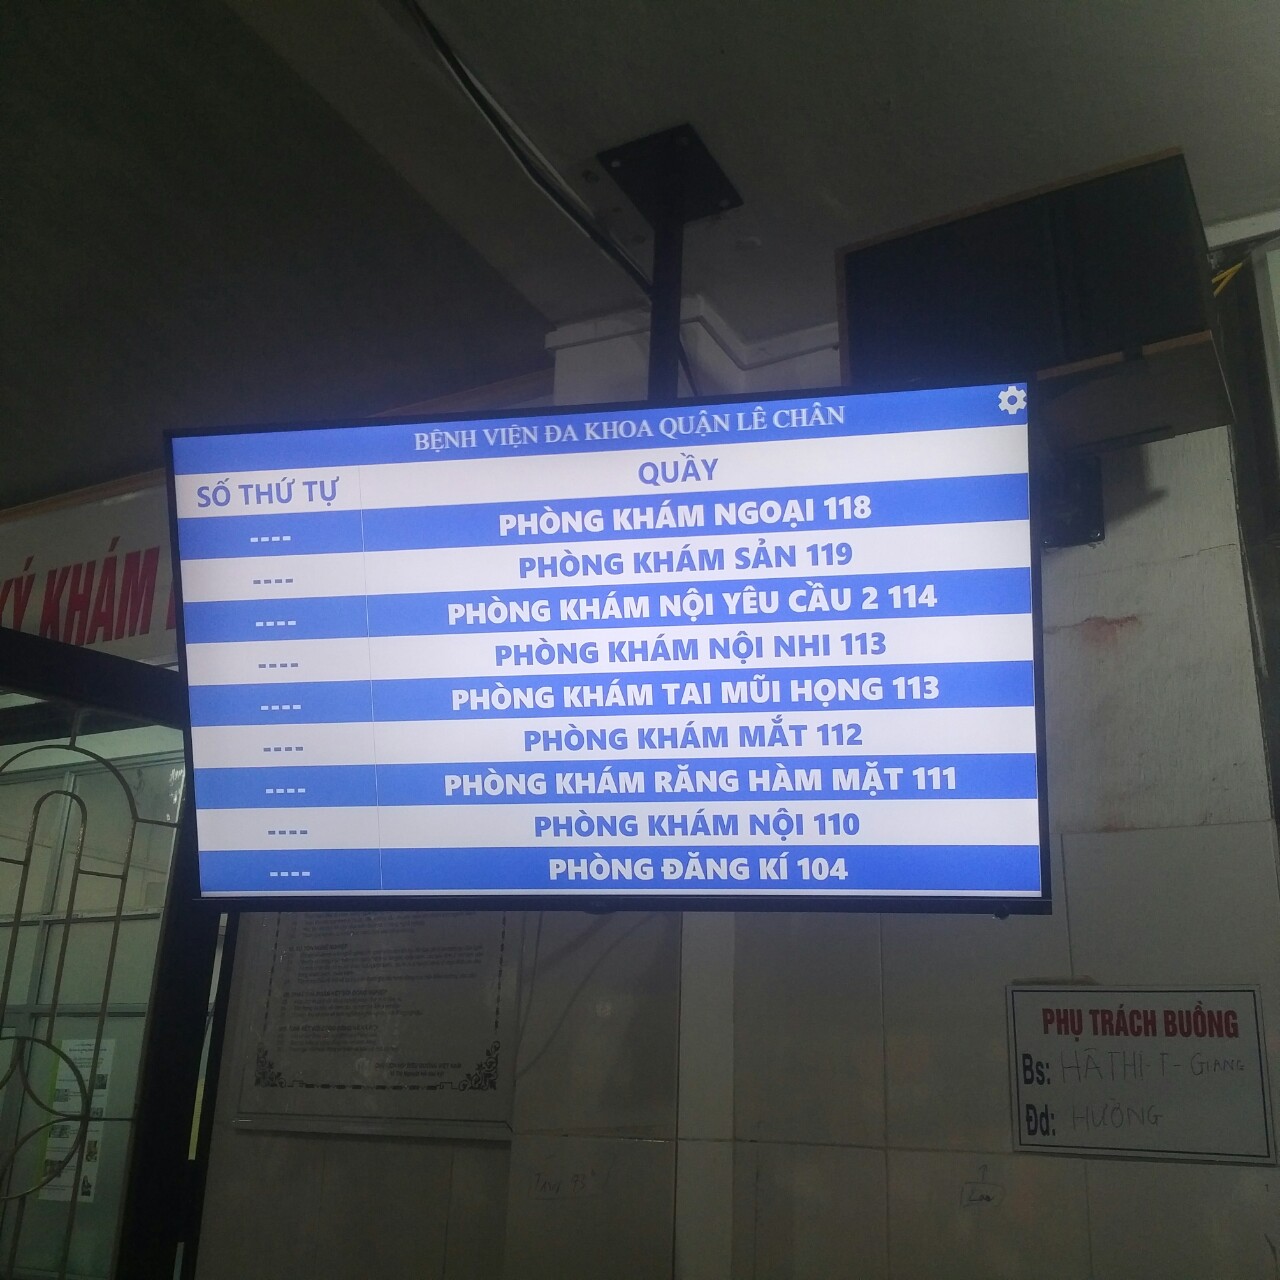 BỆNH VIỆN ĐA KHOA QUẬN LÊ CHÂN
SỐ THỨ TỰ QUẦY
---- PHÒNG KHÁM NGOẠI 118
---- PHÒNG KHÁM SẢN 119
---- PHÒNG KHÁM NỘI YÊU CẦU 2 114
---- PHÒNG KHÁM NỘI NHI 113
---- PHÒNG KHÁM TAI MŨI HỌNG 113
---- PHÒNG KHÁM MẮT 112
---- PHÒNG KHÁM RĂNG HÀM MẶT 111
---- PHÒNG KHÁM NỘI 110
---- PHÒNG ĐĂNG KÍ 104
KÝ KHÁM
PHỤ TRÁCH BUỒNG
Bs: HÀ THI-T-GIANG
Đd: HƯỜNG